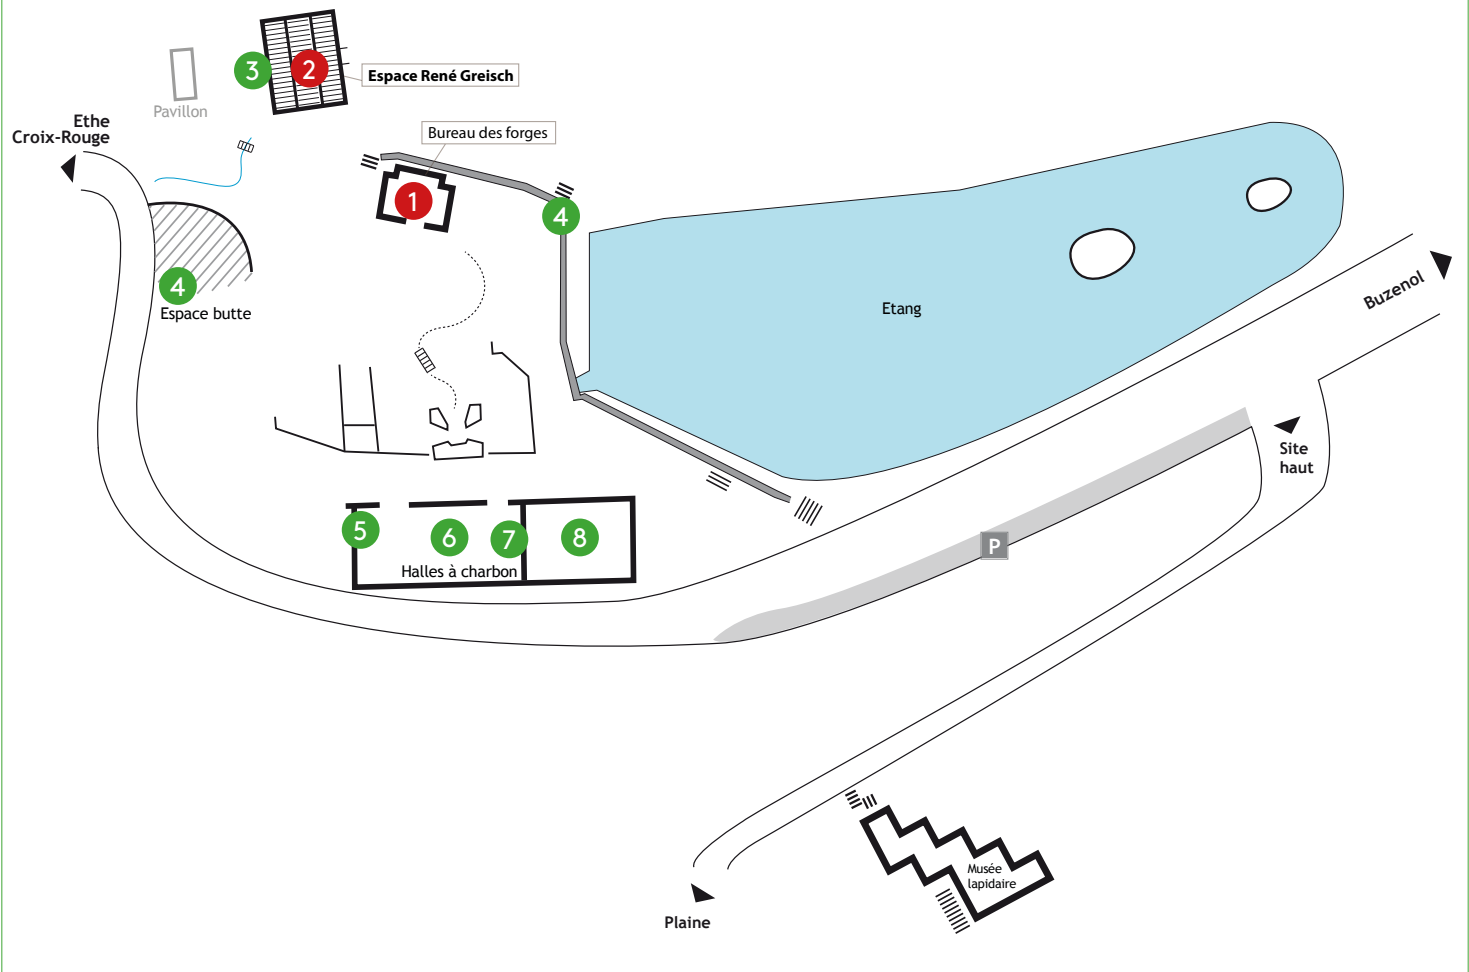 3
2
Espace René Greisch
Pavillon
Ethe
Croix-Rouge
Bureau des forges
1
4
4
Espace butte
Etang
Buzenol
Site
haut
5
6
7
8
Halles à charbon
P
Musée
lapidaire
Plaine